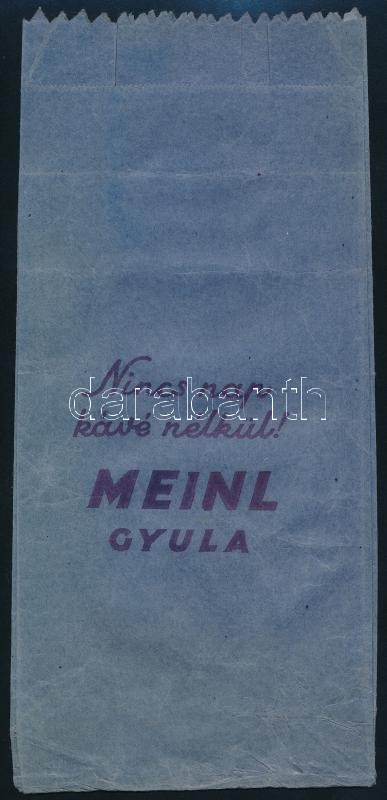 Nincs nap
kávé nélkül!
darabanth
MEINL
GYULA